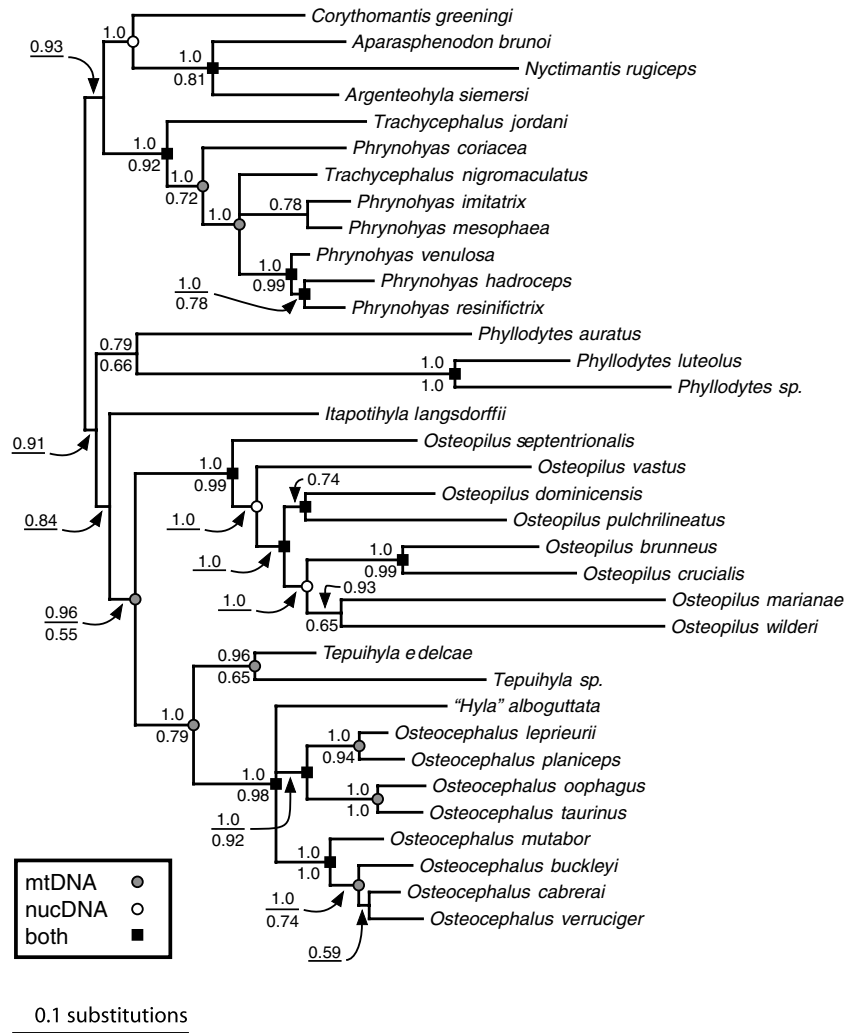 Corythomantis greeningi
1.0
0.93
Aparasphenodon brunoi
1.0
0.81
Nyctimantis rugiceps
Argenteohyla siemersi
Trachycephalus jordani
1.0
0.92
Phrynohyas coriacea
1.0
0.72
Trachycephalus nigromaculatus
Phrynohyas imitatrix
0.78
1.0
Phrynohyas mesophaea
Phrynohyas venulosa
1.0
0.99
Phrynohyas hadroceps
1.0
0.78
Phrynohyas resinifictrix
Phyllodytes auratus
0.79
0.66
Phyllodytes luteolus
1.0
1.0
Phyllodytes sp.
Itapotihyla langsdorffii
0.91
Osteopilus septentrionalis
1.0
0.99
Osteopilus vastus
0.74
Osteopilus dominicensis
0.84
1.0
Osteopilus pulchrilineatus
Osteopilus brunneus
1.0
0.99
1.0
Osteopilus crucialis
0.93
1.0
Osteopilus marianae
0.96
0.55
0.65
Osteopilus wilderi
Tepuihyla edelcae
0.96
0.65
Tepuihyla sp.
"Hyla" alboguttata
1.0
0.79
Osteocephalus leprieurii
1.0
0.94
Osteocephalus planiceps
1.0
0.98
Osteocephalus oophagus
1.0
1.0
Osteocephalus taurinus
1.0
0.92
Osteocephalus mutabor
1.0
1.0
Osteocephalus buckleyi
Osteocephalus cabrerai
1.0
0.74
Osteocephalus verruciger
0.59
mtDNA
nucDNA
both
0.1 substitutions